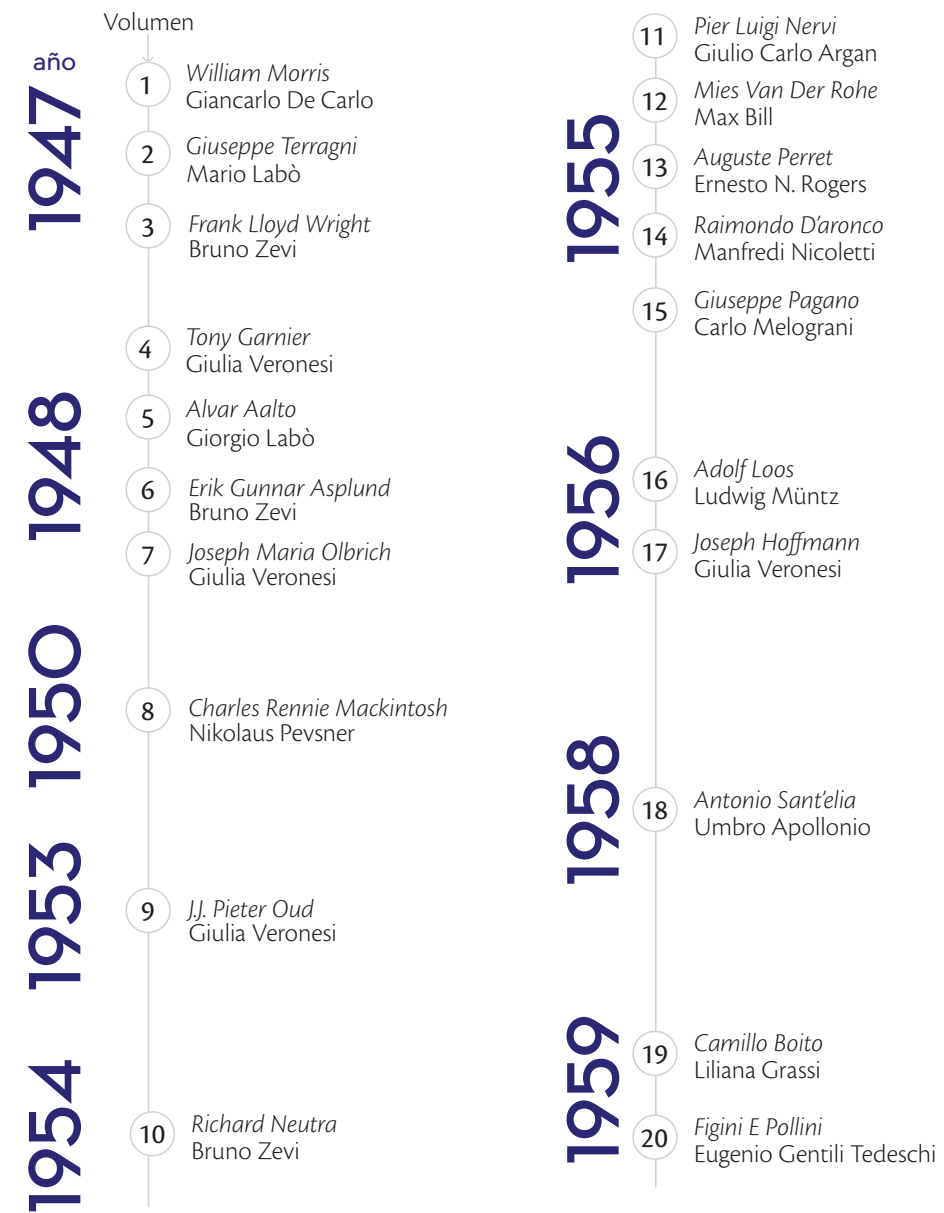 Volumen
año
1947
1
William Morris
Giancarlo De Carlo
2
Giuseppe Terragni
Mario Labò
3
Frank Lloyd Wright
Bruno Zevi
1948
4
Tony Garnier
Giulia Veronesi
5
Alvar Aalto
Giorgio Labò
6
Erik Gunnar Asplund
Bruno Zevi
7
Joseph Maria Olbrich
Giulia Veronesi
1950
8
Charles Rennie Mackintosh
Nikolaus Pevsner
1953
9
J.J. Pieter Oud
Giulia Veronesi
1954
10
Richard Neutra
Bruno Zevi
1955
11
Pier Luigi Nervi
Giulio Carlo Argan
12
Mies Van Der Rohe
Max Bill
13
Auguste Perret
Ernesto N. Rogers
14
Raimondo D'aronco
Manfredi Nicoletti
15
Giuseppe Pagano
Carlo Melograni
1956
16
Adolf Loos
Ludwig Müntz
17
Joseph Hoffmann
Giulia Veronesi
1958
18
Antonio Sant'elia
Umbro Apollonio
1959
19
Camillo Boito
Liliana Grassi
20
Figini E Pollini
Eugenio Gentili Tedeschi